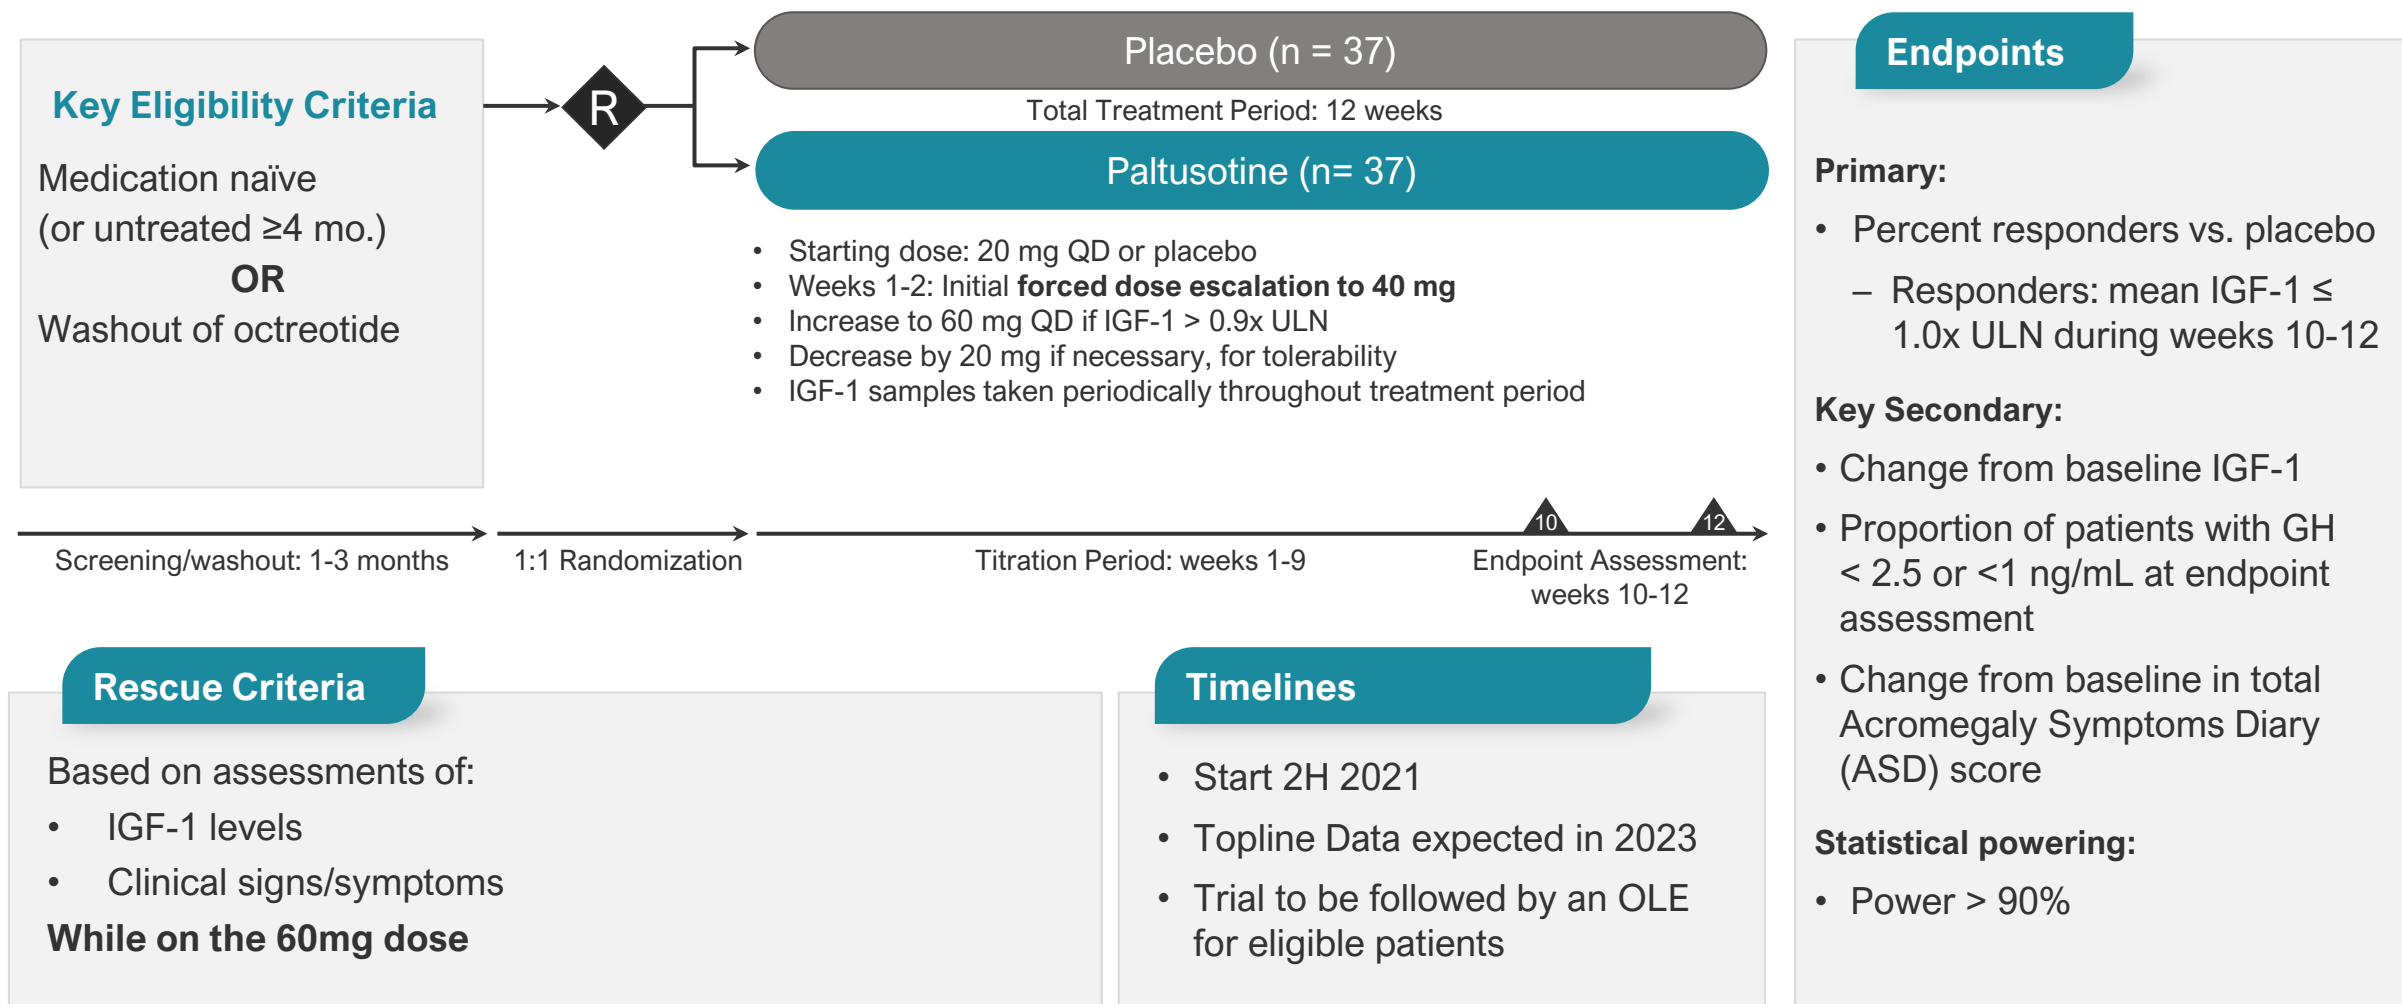 Key Eligibility Criteria
Medication naïve
(or untreated ≥4 mo.)
OR
Washout of octreotide
R
Placebo (n = 37)
Total Treatment Period: 12 weeks
Paltusotine (n= 37)
• Starting dose: 20 mg QD or placebo
• Weeks 1-2: Initial forced dose escalation to 40 mg
• Increase to 60 mg QD if IGF-1 > 0.9x ULN
• Decrease by 20 mg if necessary, for tolerability
• IGF-1 samples taken periodically throughout treatment period
10
12
Screening/washout: 1-3 months
1:1 Randomization
Titration Period: weeks 1-9
Endpoint Assessment:
weeks 10-12
Rescue Criteria
Based on assessments of:
• IGF-1 levels
• Clinical signs/symptoms
While on the 60mg dose
Timelines
• Start 2H 2021
• Topline Data expected in 2023
• Trial to be followed by an OLE
for eligible patients
Endpoints
Primary:
• Percent responders vs. placebo
– Responders: mean IGF-1 ≤
1.0x ULN during weeks 10-12
Key Secondary:
• Change from baseline IGF-1
• Proportion of patients with GH
< 2.5 or <1 ng/mL at endpoint
assessment
• Change from baseline in total
Acromegaly Symptoms Diary
(ASD) score
Statistical powering:
• Power > 90%